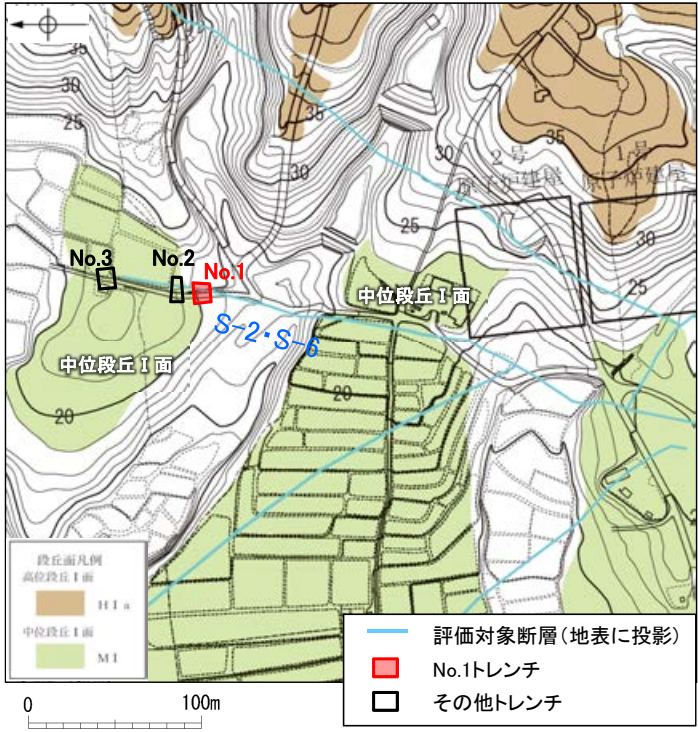 35
30
25
35
30
35
25
2号
原子炉建屋
1号
原子炉建屋
30
25
No.3
No.2
No.1
S-2・S-6
中位段丘Ⅰ面
中位段丘Ⅰ面
20
20
段丘面凡例
高位段丘Ⅰ面
HⅠa
中位段丘Ⅰ面
MⅠ
評価対象断層(地表に投影)
No.1トレンチ
その他トレンチ
0 100m